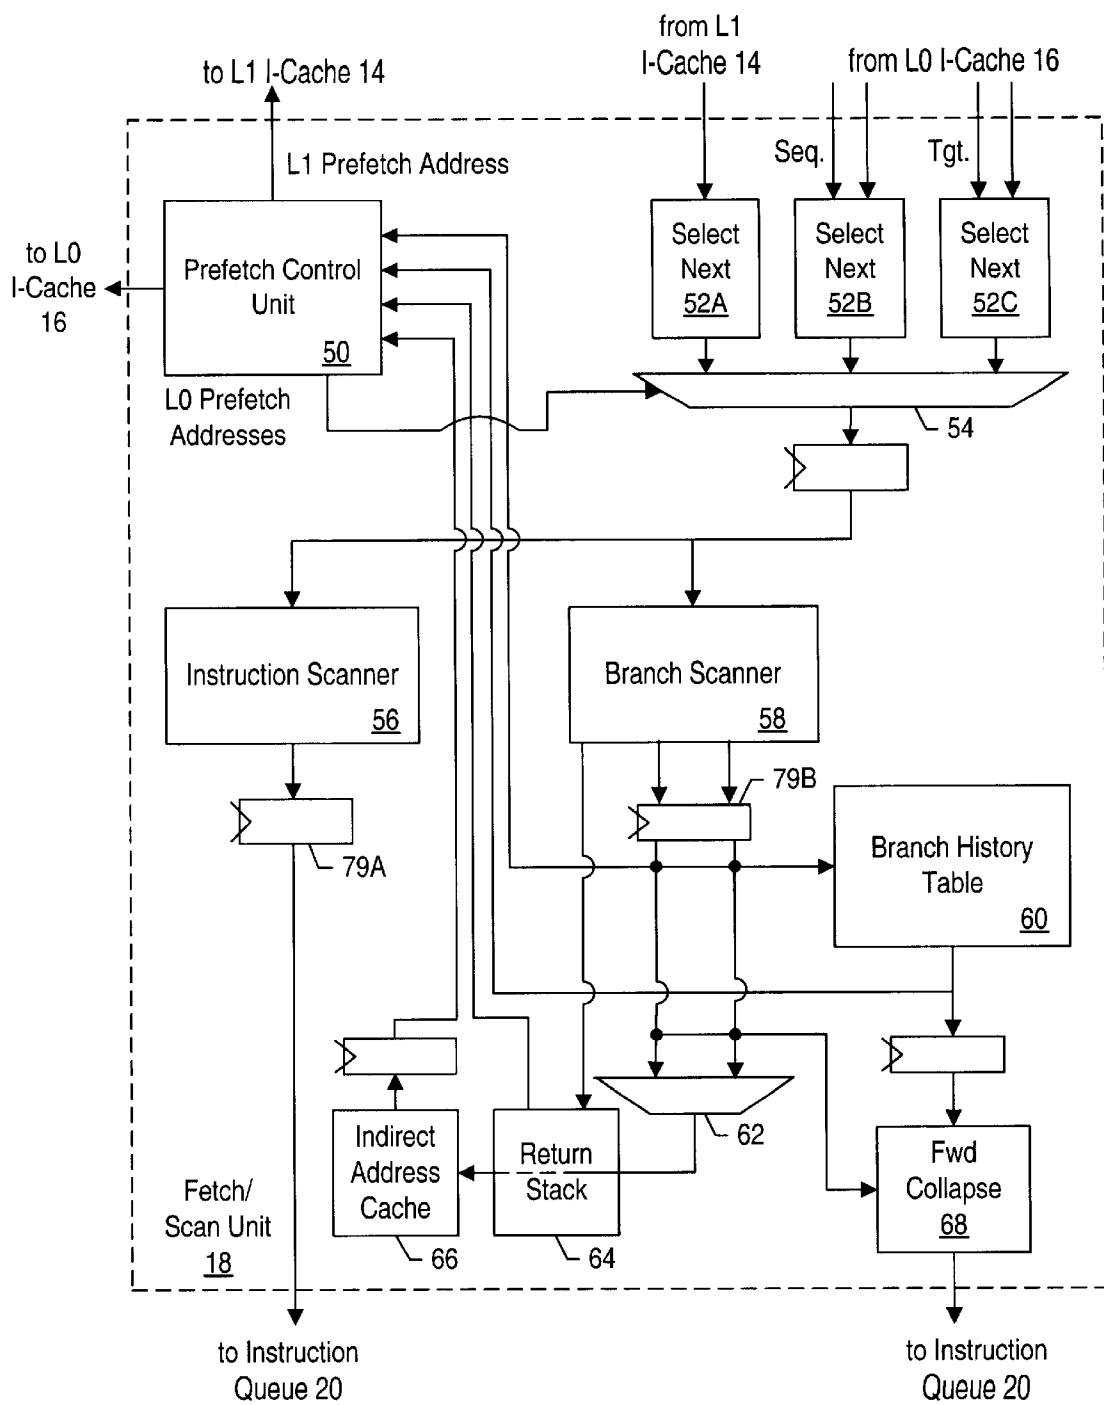 from L1
I-Cache 14
from L0 I-Cache 16
to L1 I-Cache 14
L1 Prefetch Address
Seq.
Tgt.
to L0
I-Cache
16
Prefetch Control
Unit
50
Select
Next
52A
Select
Next
52B
Select
Next
52C
L0 Prefetch
Addresses
54
Instruction Scanner
56
Branch Scanner
58
79A
79B
Branch History
Table
60
62
Indirect
Address
Cache
66
Return
Stack
64
Fwd
Collapse
68
Fetch/
Scan Unit
18
to Instruction
Queue 20
to Instruction
Queue 20